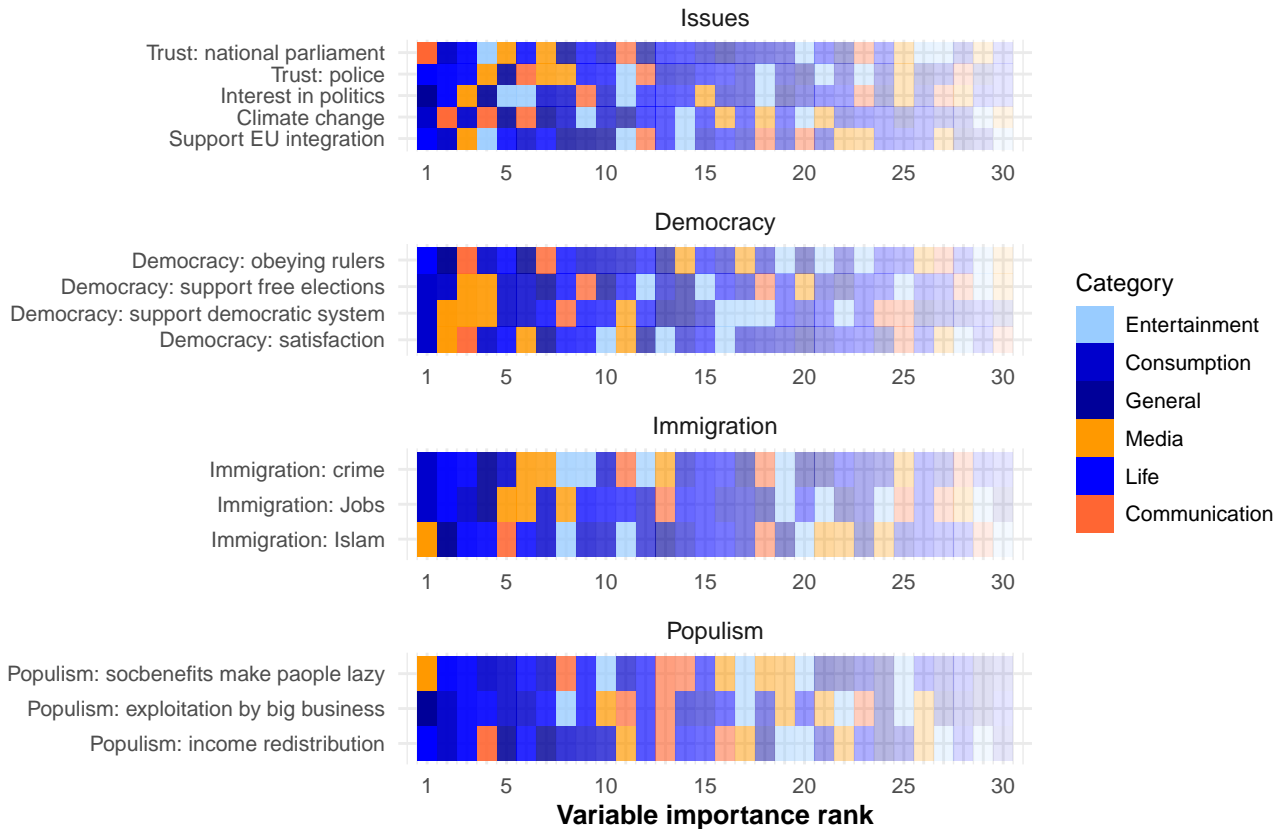 Issues
Trust: national parliament
Trust: police
Interest in politics
Climate change
Support EU integration
1 5 10 15 20 25 30
Democracy
Democracy: obeying rulers
Democracy: support free elections
Democracy: support democratic system
Democracy: satisfaction
1 5 10 15 20 25 30
Immigration
Immigration: crime
Immigration: Jobs
Immigration: Islam
1 5 10 15 20 25 30
Populism
Populism: socbenefits make paople lazy
Populism: exploitation by big business
Populism: income redistribution
1 5 10 15 20 25 30
Variable importance rank
Category
Entertainment
Consumption
General
Media
Life
Communication